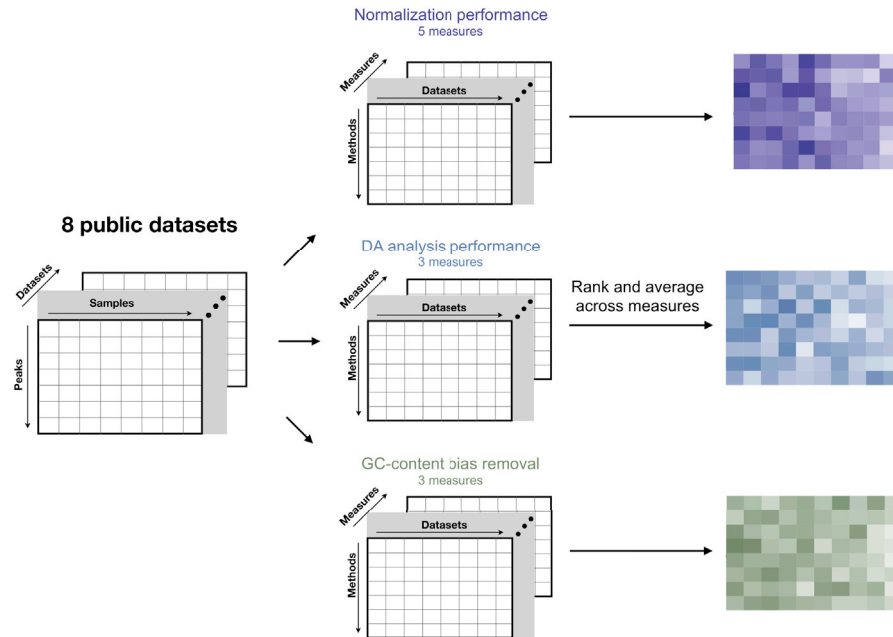 Normalization performance
5 measures
Measures
Datasets
Methods
8 public datasets
Datasets
Samples
Peaks
DA analysis performance
3 measures
Measures
Datasets
Methods
Rank and average
across measures
GC-content bias removal
3 measures
Measures
Datasets
Methods